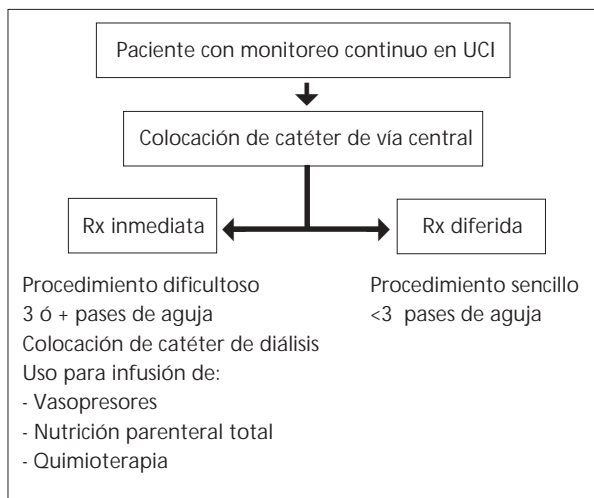 Paciente con monitoreo continuo en UCI
Colocación de catéter de vía central
Rx inmediata
Rx diferida
Procedimiento dificultoso
3 ó + pases de aguja
Colocación de catéter de diálisis
Uso para infusión de:
- Vasopresores
- Nutrición parenteral total
- Quimioterapia
Procedimiento sencillo
<3 pases de aguja